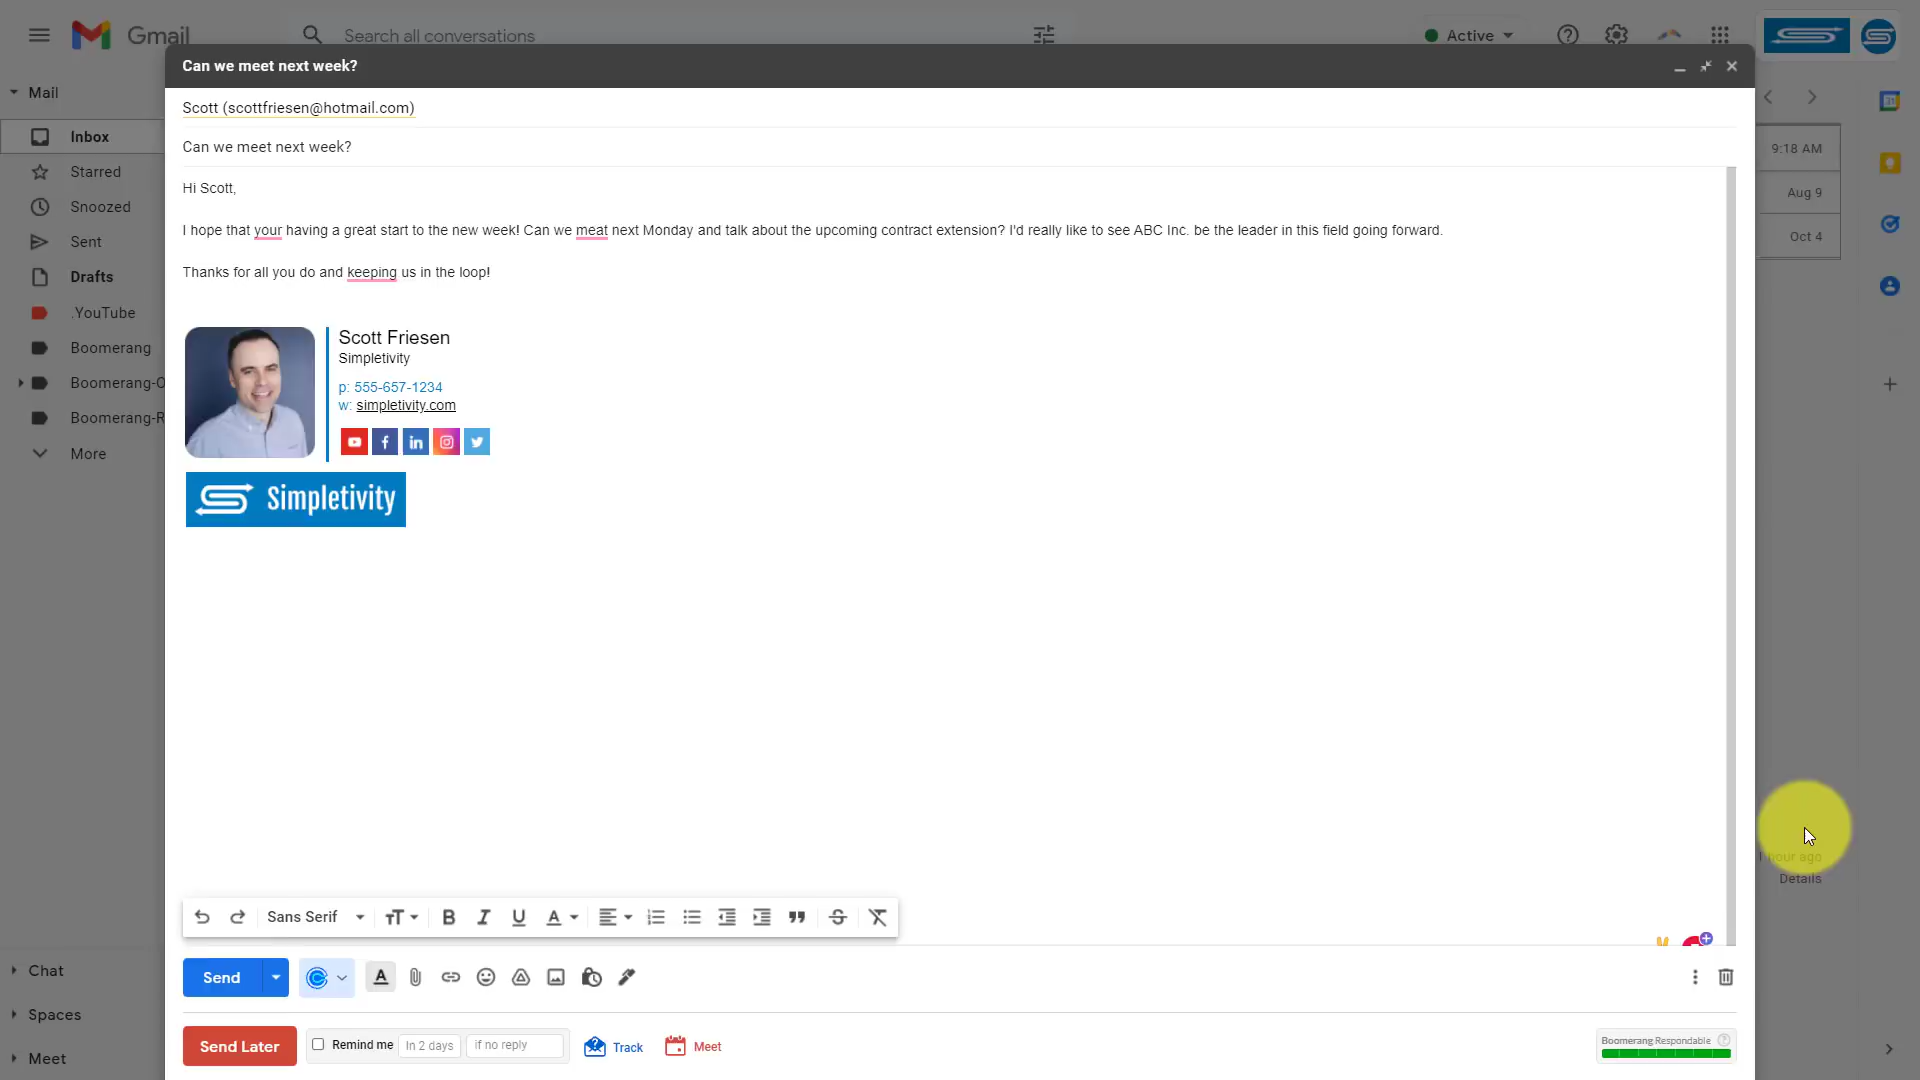 Gmail
Search all conversations
Active
Can we meet next week?
Mail
Scott (scottfriesen@hotmail.com)
Inbox
Can we meet next week?
9:18 AM
Starred
Hi Scott,
Aug 9
Snoozed
I hope that your having a great start to the new week! Can we meat next Monday and talk about the upcoming contract extension? I'd really like to see ABC Inc. be the leader in this field going forward.
Oct 4
Sent
Thanks for all you do and keeping us in the loop!
Drafts
.YouTube
Boomerang
Boomerang-O
Boomerang-R
More
Scott Friesen
Simpletivity
p: 555-657-1234
w: simpletivity.com
Simpletivity
1 hour ago
Details
Sans Serif
Chat
Send
Spaces
Send Later
Remind me
In 2 days
if no reply
Track
Meet
Boomerang Respondable
Meet